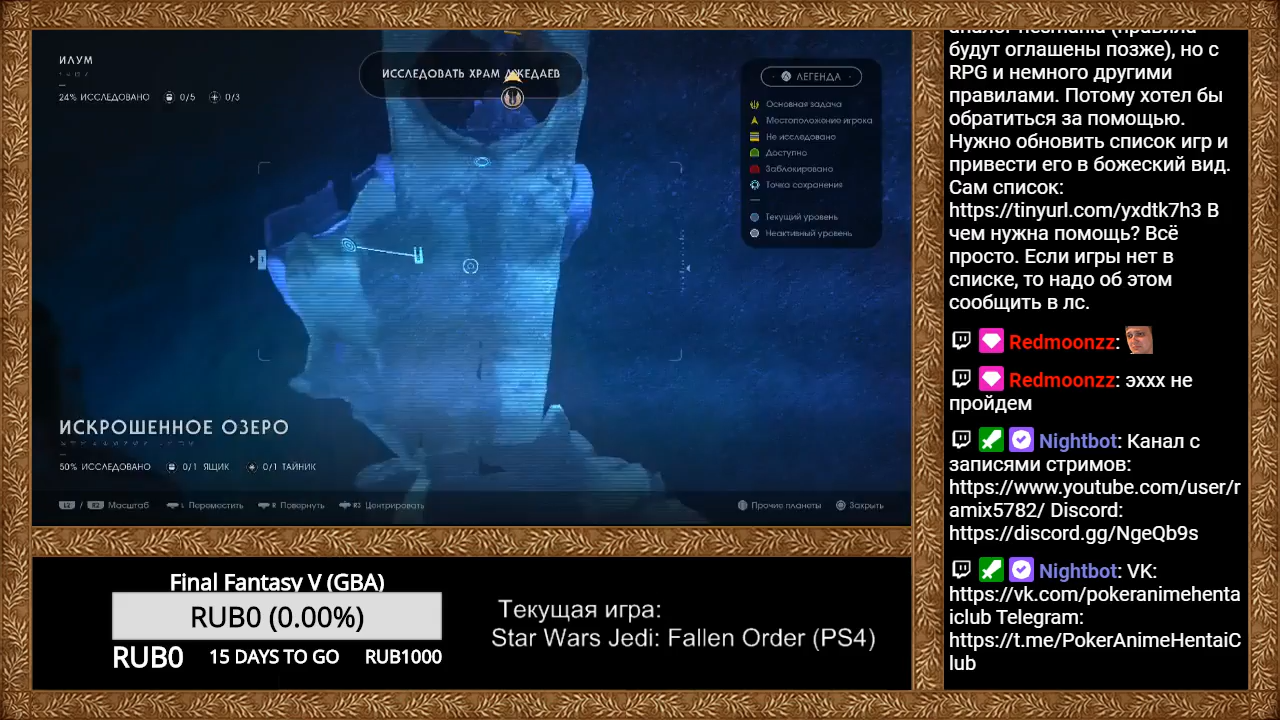 ИЛУМ
24% ИССЛЕДОВАНО 0/5 0/3
ИССЛЕДОВАТЬ ХРАМ ДЖЕДАЕВ
ЛЕГЕНДА
Основная задача
Местоположение игрока
Не исследовано
Доступно
Заблокировано
Точка сохранения
Текущий уровень
Неактивный уровень
ИСКРОШЕННОЕ ОЗЕРО
50% ИССЛЕДОВАНО 0/1 ЯЩИК 0/1 ТАЙНИК
L2 / R2 Масштаб L Переместить R Повернуть R3 Центрировать Прочие планеты Закрыть
Final Fantasy V (GBA)
RUB0 (0.00%)
RUB0 15 DAYS TO GO RUB1000
Текущая игра:
Star Wars Jedi: Fallen Order (PS4)
будут оглашены позже), но с
RPG и немного другими
правилами. Потому хотел бы
обратиться за помощью.
Нужно обновить список игр и
привести его в божеский вид.
Сам список:
https://tinyurl.com/yxdtk7h3 В
чем нужна помощь? Всё
просто. Если игры нет в
списке, то надо об этом
сообщить в лс.
Redmoonzz:
Redmoonzz: эххх не
пройдем
Nightbot: Канал с
записями стримов:
https://www.youtube.com/user/r
amix5782/ Discord:
https://discord.gg/NgeQb9s
Nightbot: VK:
https://vk.com/pokeranimehenta
iclub Telegram:
https://t.me/PokerAnimeHentaiC
lub